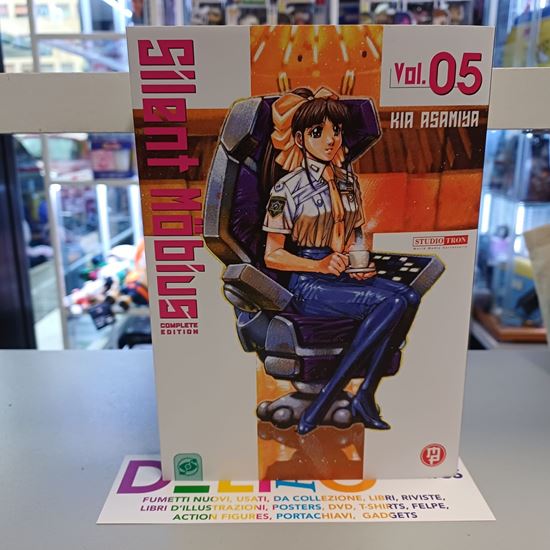 Silent Möbius
COMPLETE
EDITION
Vol. 05
KIA ASAMIYA
STUDIO TRON
FUMETTI NUOVI, USATI, DA COLLEZIONE, LIBRI, RIVISTE,
LIBRI D'ILLUSTRAZIONI, POSTERS, DVD, T-SHIRTS, FELPE,
ACTION FIGURES, PORTACHIAVI, GADGETS